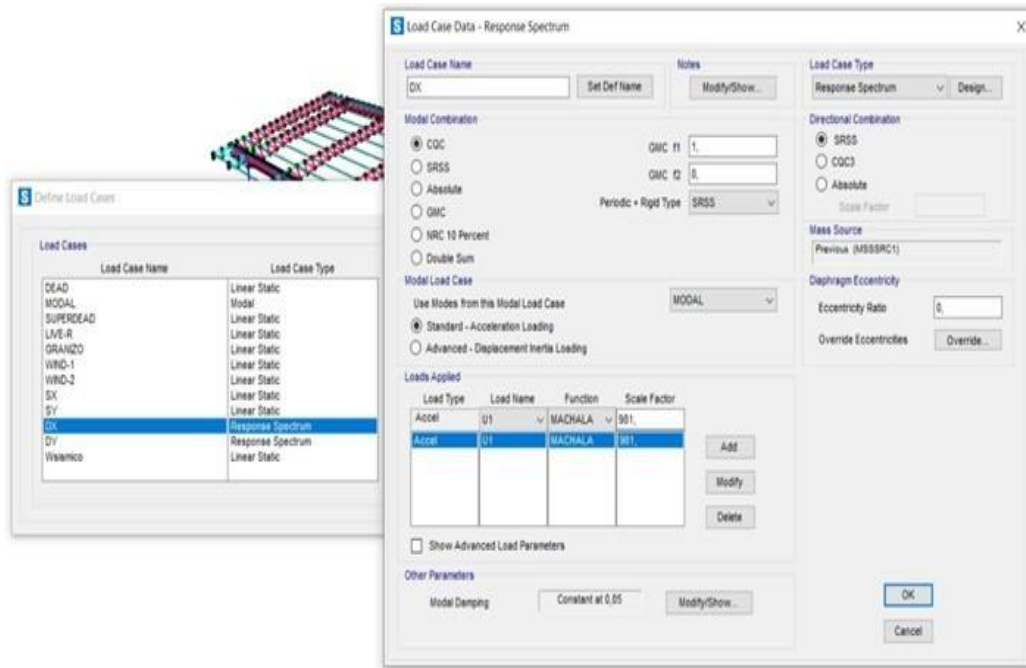 Define Load Cases
Load Cases
Load Case Name Load Case Type
DEAD Linear Static
MODAL Modal
SUPERDEAD Linear Static
LIVE-R Linear Static
GRANIZO Linear Static
WIND-1 Linear Static
WIND-2 Linear Static
SX Linear Static
SY Linear Static
DX Response Spectrum
DY Response Spectrum
Wsismico Linear Static
S Load Case Data - Response Spectrum X
Load Case Name
DX Set Def Name
Notes
Modify/Show...
Load Case Type
Response Spectrum Design...
Modal Combination
CQC GMC f1 1,
SRSS GMC f2 0,
Absolute Periodic + Rigid Type SRSS
GMC
NRC 10 Percent
Double Sum
Directional Combination
SRSS
CQC3
Absolute
Scale Factor
Mass Source
Previous (MSSSRC1)
Modal Load Case
Use Modes from this Modal Load Case MODAL
Standard - Acceleration Loading
Advanced - Displacement Inertia Loading
Diaphragm Eccentricity
Eccentricity Ratio 0,
Override Eccentricities Override...
Loads Applied
Load Type Load Name Function Scale Factor
Accel U1 MACHALA 981,
Accel U1 MACHALA 981,
Add
Modify
Delete
Show Advanced Load Parameters
Other Parameters
Modal Damping Constant at 0,05 Modify/Show...
OK
Cancel